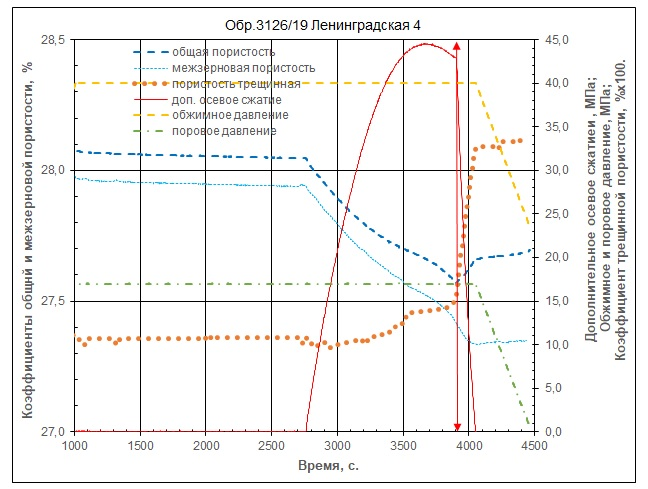 Обр.3126/19 Ленинградская 4
28,5
28,0
27,5
27,0
Коэффициенты общий и межзерновой пористости, %
общая пористость
межзерновая пористость
пористость трещинная
доп. осевое сжатие
обжимное давление
поровое давление
45,0
40,0
35,0
30,0
25,0
20,0
15,0
10,0
5,0
0,0
Дополнительное осевое сжатиеи , МПа;
Обжимное и поровое давление, МПа;
Коэффициент трещинной пористости, %x100.
1000
1500
2000
2500
3000
3500
4000
4500
Время, с.